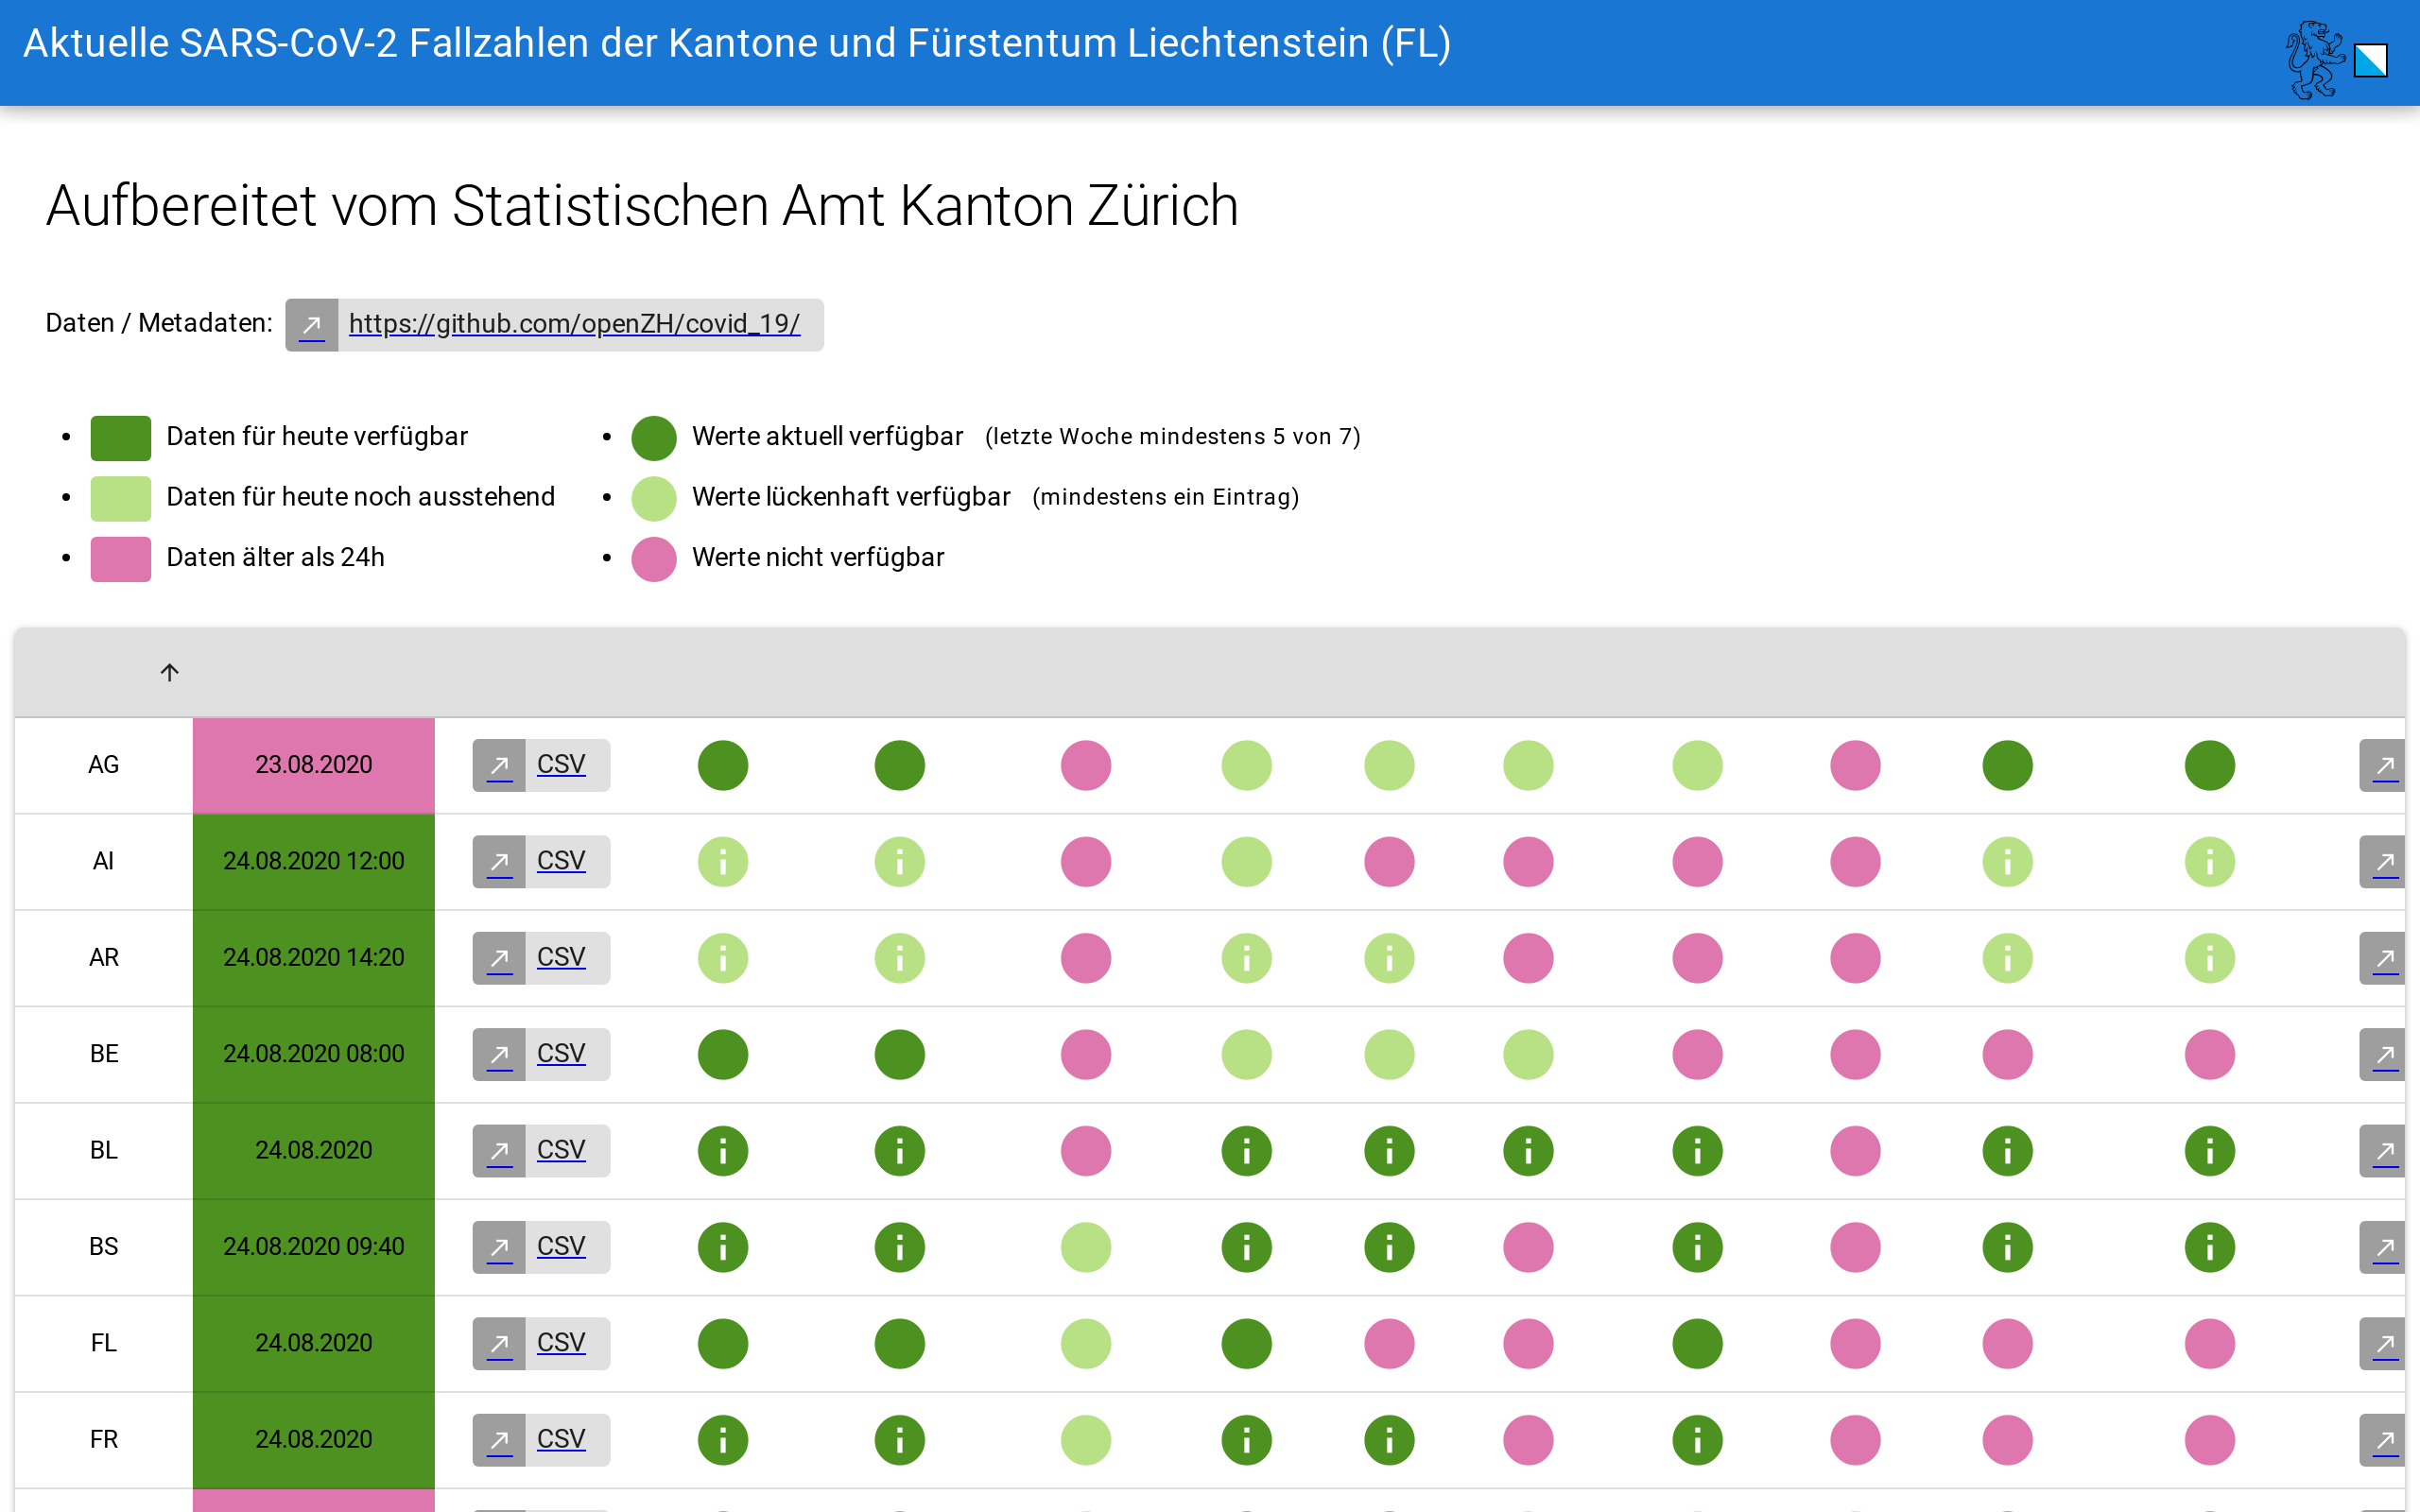 Aktuelle SARS-CoV-2 Fallzahlen der Kantone und Fürstentum Liechtenstein (FL)
Aufbereitet vom Statistischen Amt Kanton Zürich
Daten / Metadaten: https://github.com/openZH/covid_19/
Daten für heute verfügbar
Daten für heute noch ausstehend
Daten älter als 24h
Werte aktuell verfügbar (letzte Woche mindestens 5 von 7)
Werte lückenhaft verfügbar (mindestens ein Eintrag)
Werte nicht verfügbar
AG 23.08.2020 CSV
AI 24.08.2020 12:00 CSV
AR 24.08.2020 14:20 CSV
BE 24.08.2020 08:00 CSV
BL 24.08.2020 CSV
BS 24.08.2020 09:40 CSV
FL 24.08.2020 CSV
FR 24.08.2020 CSV